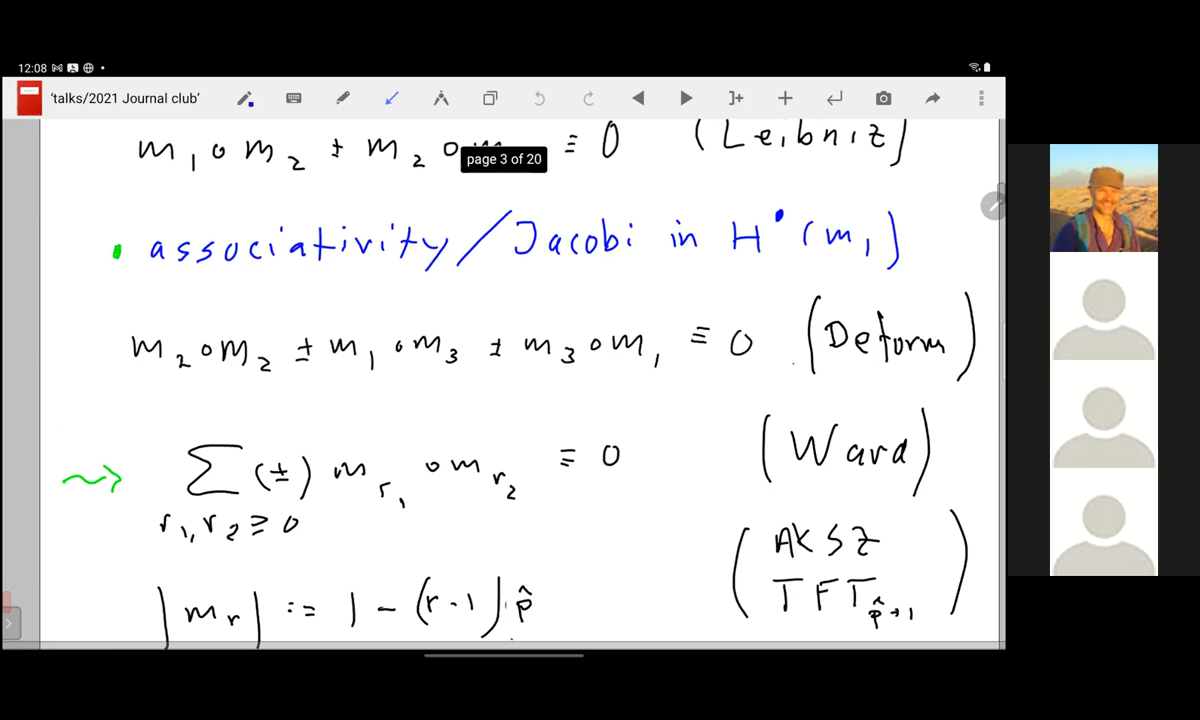 12:08
'talks/2021 Journal club'
m₁ ∘ m₂ ± m₂ ∘ m ≡ 0 (Leibniz)
page 3 of 20
• associativity/Jacobi in H•(m₁)
m₂∘m₂ ± m₁∘m₃ ± m₃∘m₁ ≡ 0 (Deform)
⇝ Σ (±) m_{r₁} ∘ m_{r₂} ≡ 0 (Ward)
r₁,r₂ ≥ 0
(AKSZ
|m_r| := 1 - (r-1) p̂ TFT_{p̂+1})